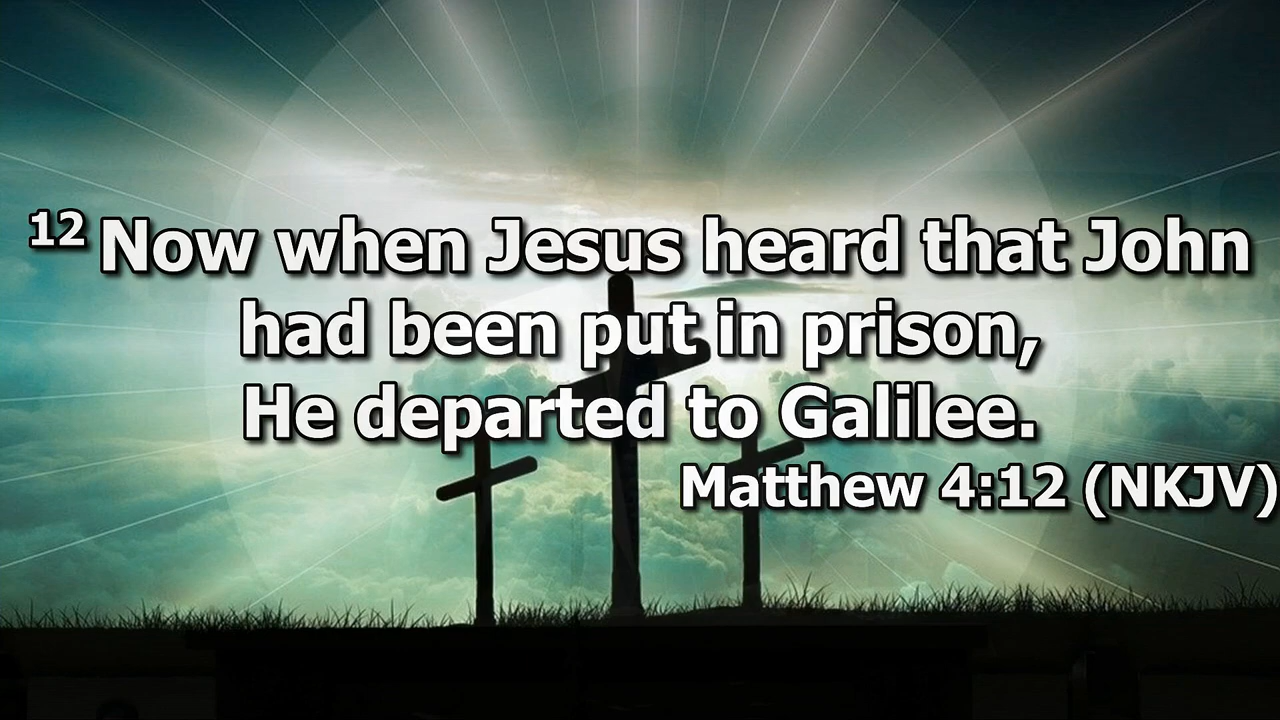 12 Now when Jesus heard that John
had been put in prison,
He departed to Galilee.
Matthew 4:12 (NKJV)